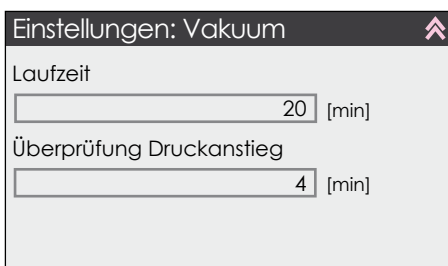 Einstellungen: Vakuum
Laufzeit
20 [min]
Überprüfung Druckanstieg
4 [min]